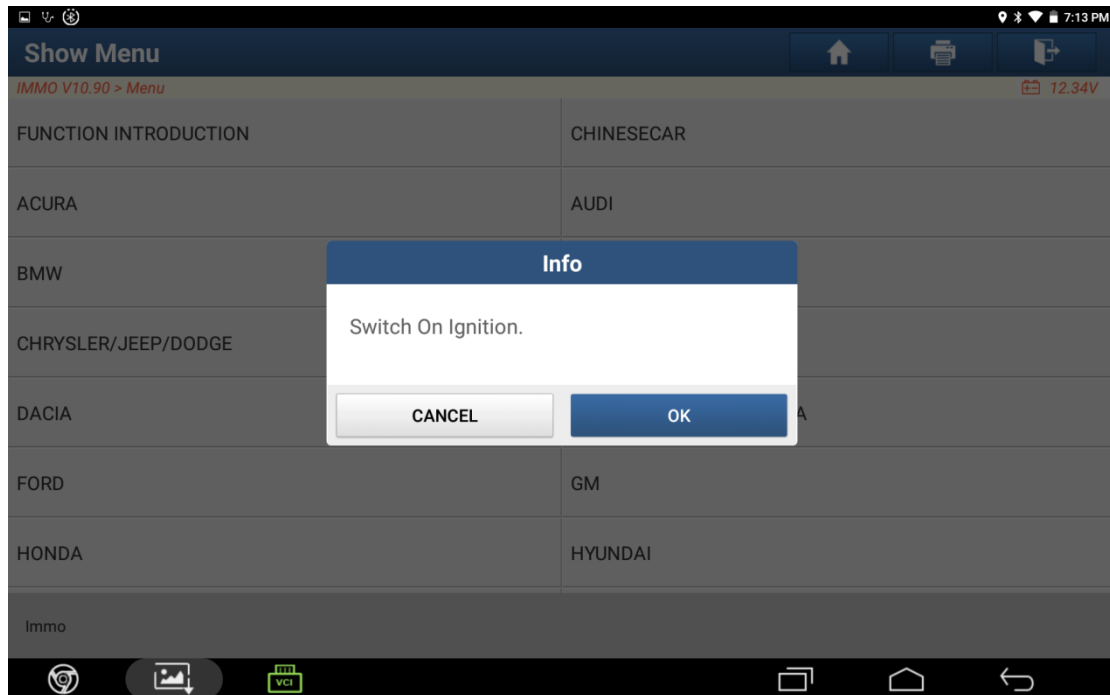 7:13 PM
Show Menu
IMMO V10.90 > Menu
12.34V
FUNCTION INTRODUCTION
CHINESECAR
ACURA
AUDI
BMW
Info
Switch On Ignition.
CHRYSLER/JEEP/DODGE
DACIA
CANCEL
OK
A
FORD
GM
HONDA
HYUNDAI
Immo
VCI